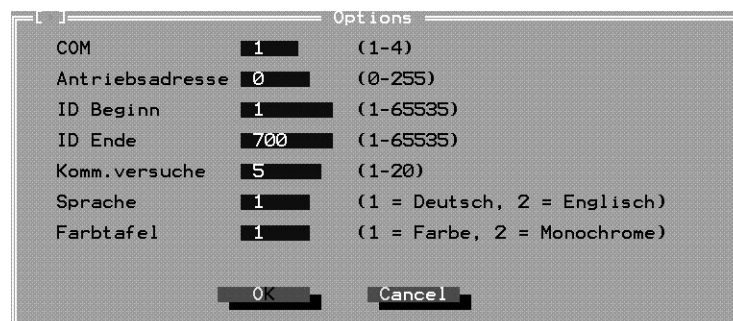 Options
COM 1 (1-4)
Antriebsadresse 0 (0-255)
ID Beginn 1 (1-65535)
ID Ende 700 (1-65535)
Komm.versuche 5 (1-20)
Sprache 1 (1 = Deutsch, 2 = Englisch)
Farbtafel 1 (1 = Farbe, 2 = Monochrome)
OK Cancel